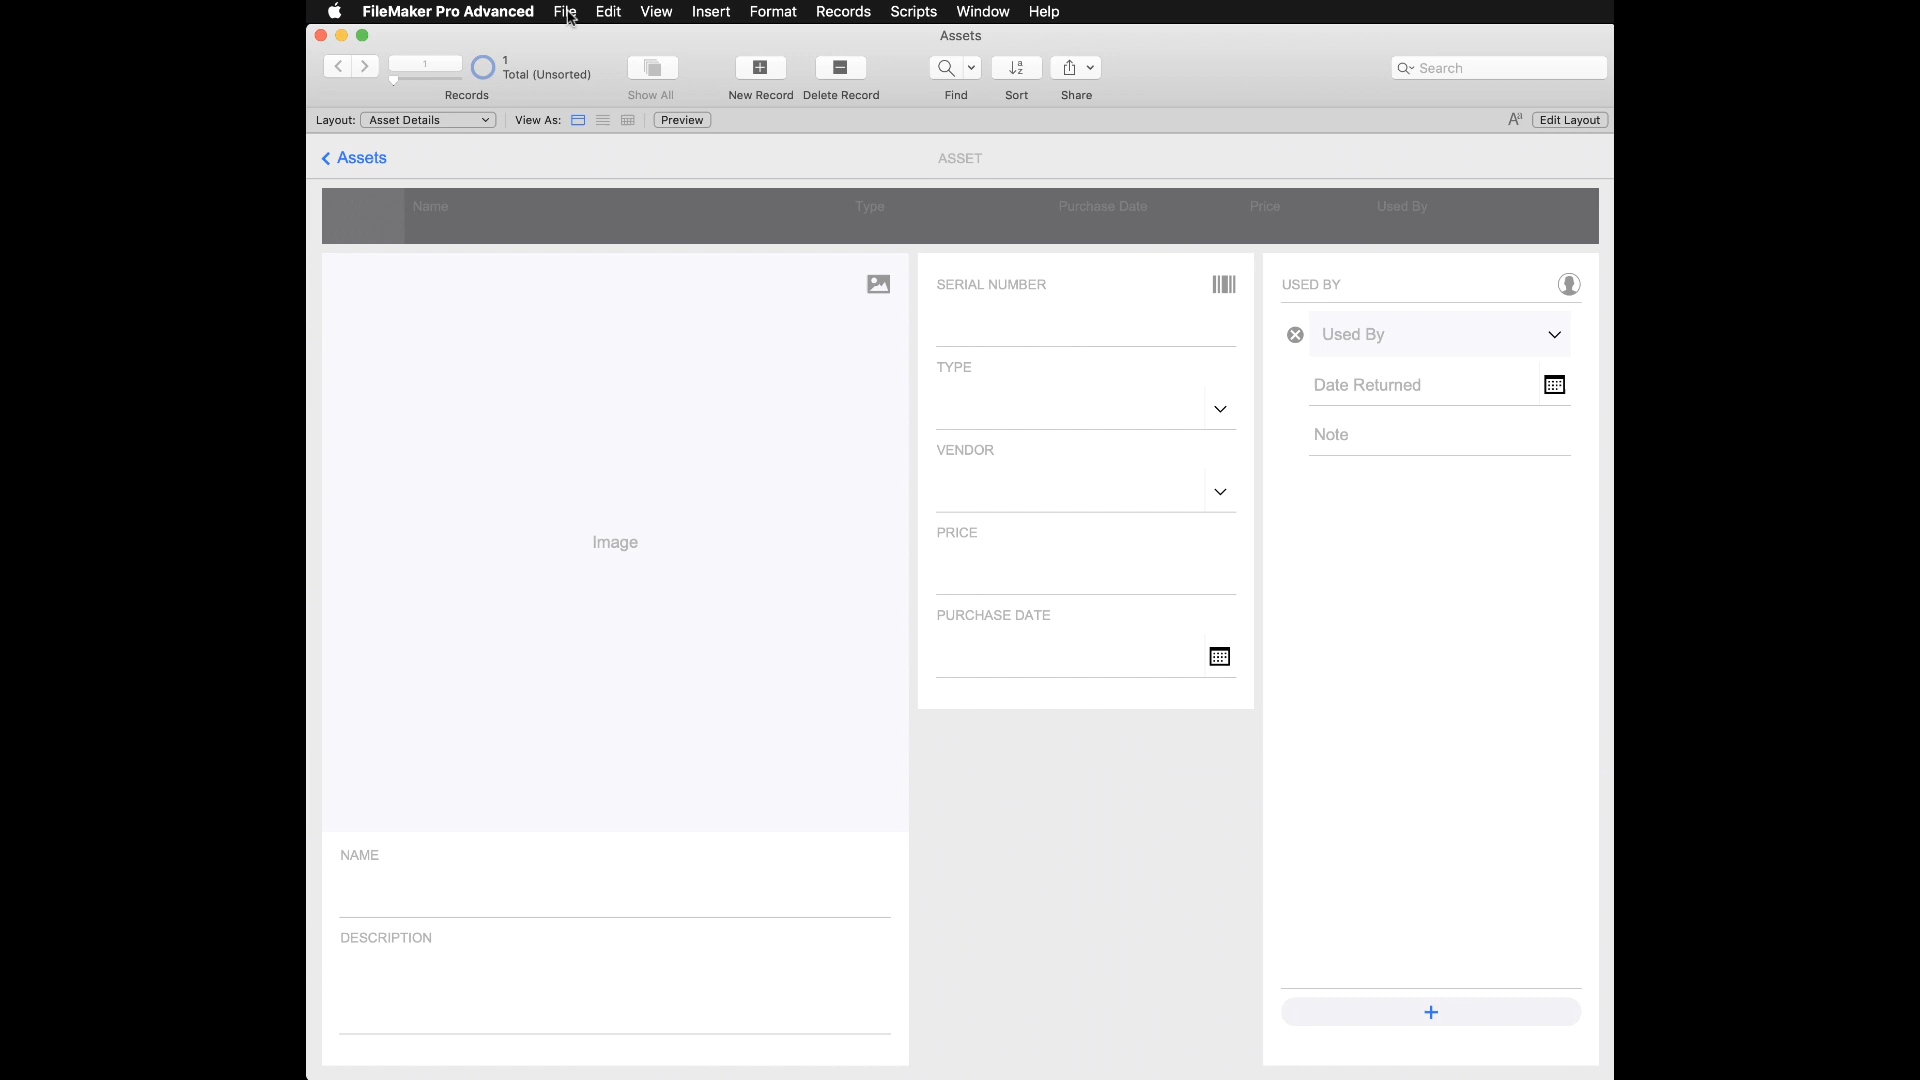 FileMaker Pro Advanced File Edit View Insert Format Records Scripts Window Help
Assets
1
1
Total (Unsorted)
Search
Records Show All New Record Delete Record Find Sort Share
Layout: Asset Details View As: Preview Aa Edit Layout
Assets
ASSET
Name Type Purchase Date Price Used By
SERIAL NUMBER
TYPE
VENDOR
PRICE
PURCHASE DATE
USED BY
Used By
Date Returned
Note
Image
NAME
DESCRIPTION